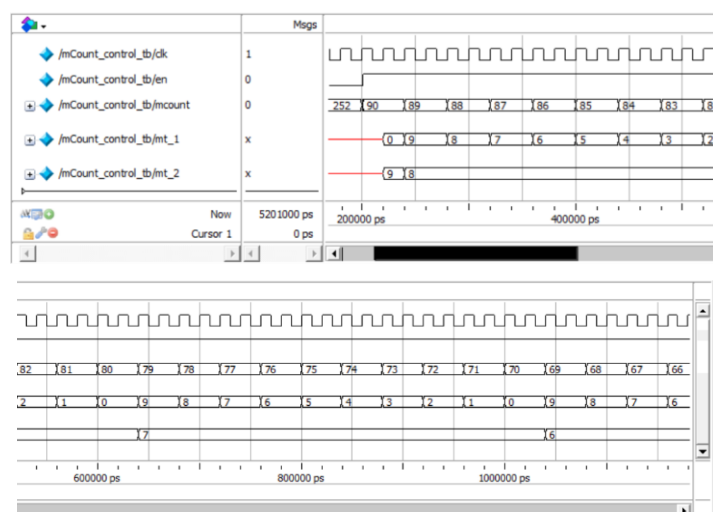 Msgs
/mCount_control_tb/clk 1
/mCount_control_tb/en 0
/mCount_control_tb/mcount 0 252 90 89 88 87 86 85 84 83 8
/mCount_control_tb/mt_1 x 0 9 8 7 6 5 4 3 2
/mCount_control_tb/mt_2 x 9 8
Now 5201000 ps 200000 ps 400000 ps
Cursor 1 0 ps
82 81 80 79 78 77 76 75 74 73 72 71 70 69 68 67 66
2 1 0 9 8 7 6 5 4 3 2 1 0 9 8 7 6
7 6
600000 ps 800000 ps 1000000 ps